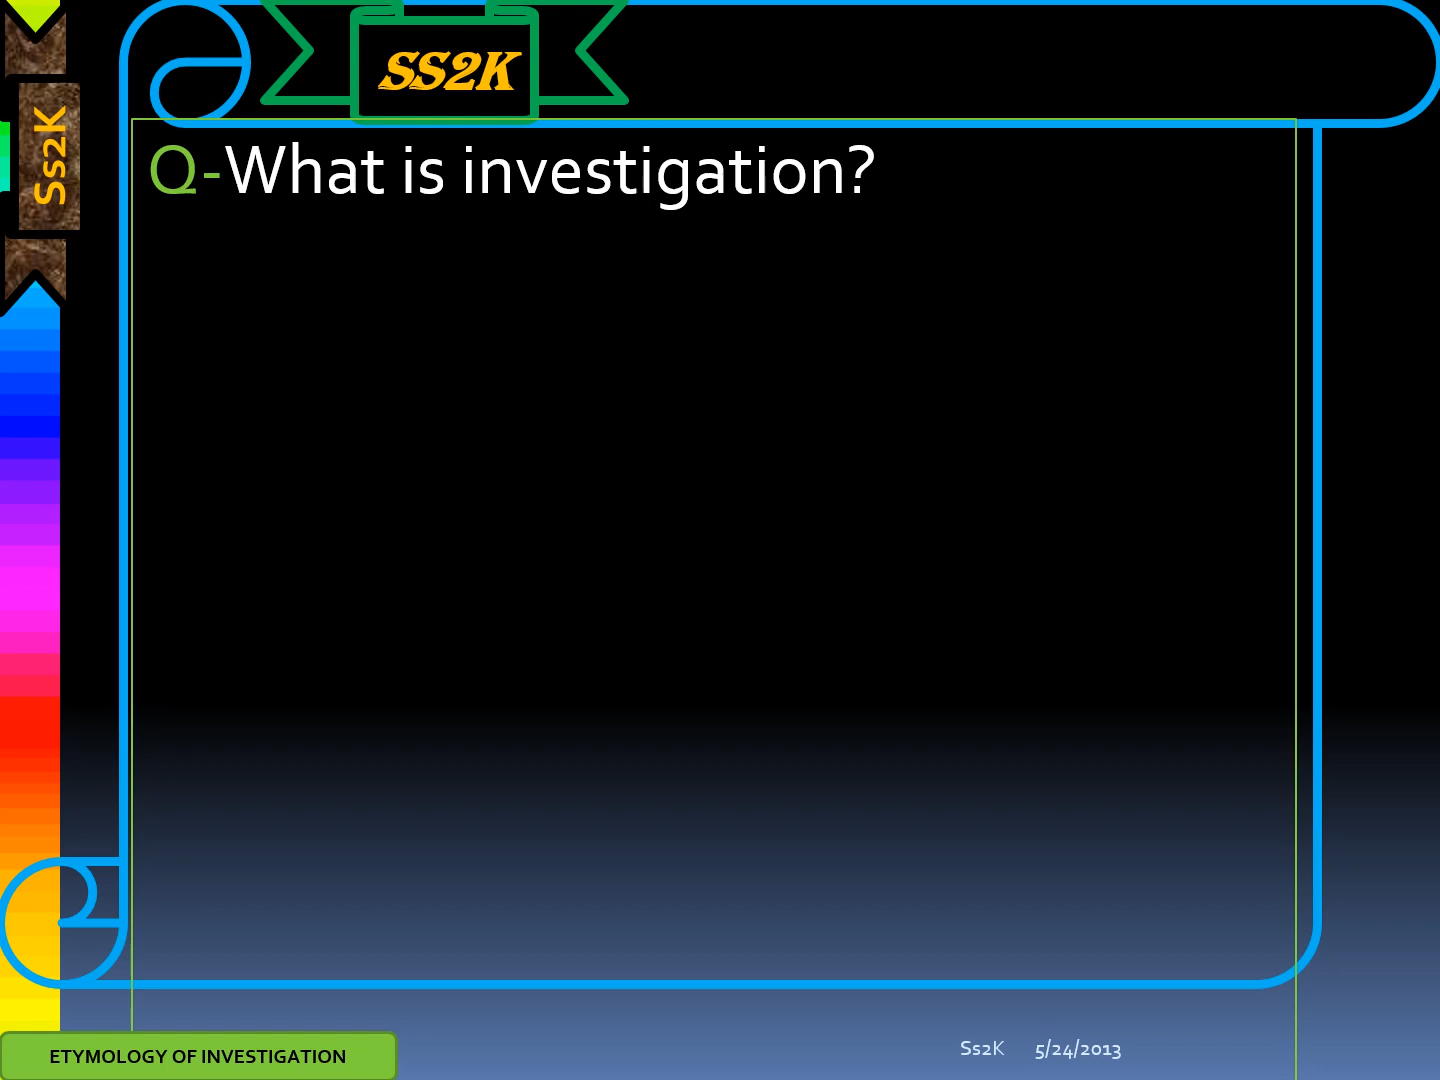 SS2K
Ss2K
Q-What is investigation?
ETYMOLOGY OF INVESTIGATION
Ss2K 5/24/2013